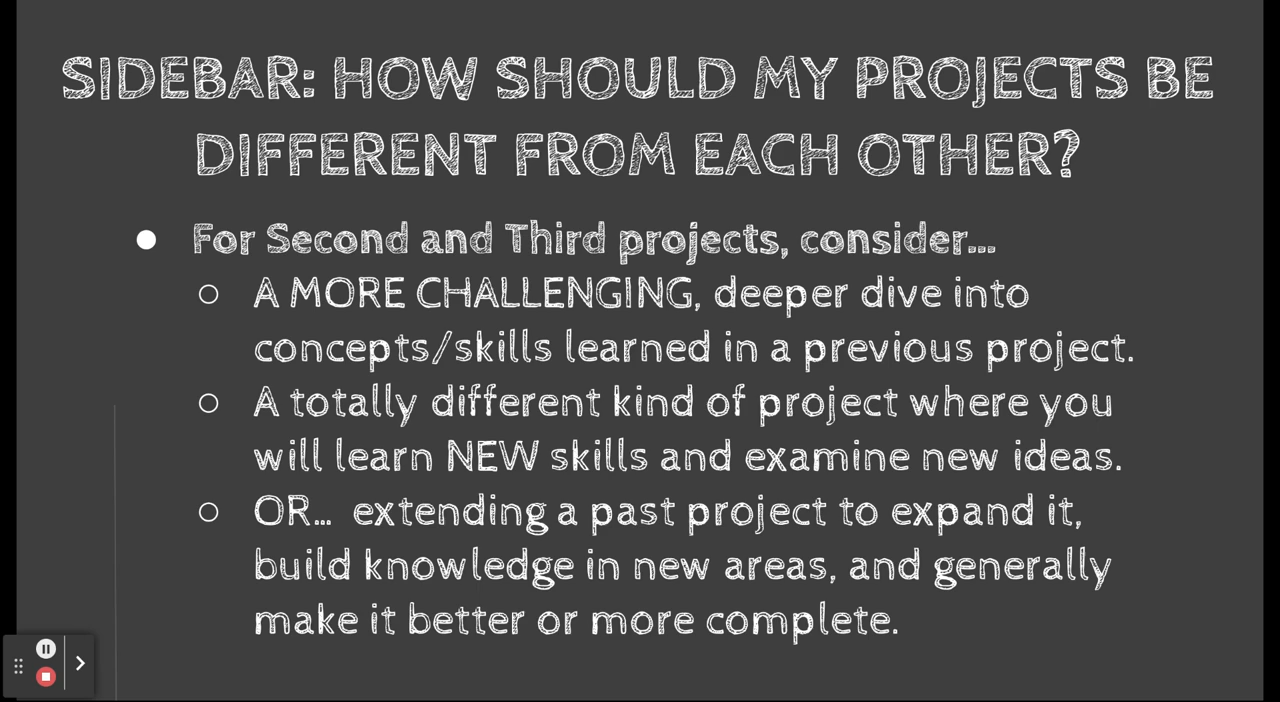 SIDEBAR: HOW SHOULD MY PROJECTS BE
DIFFERENT FROM EACH OTHER?
● For Second and Third projects, consider...
○ A MORE CHALLENGING, deeper dive into
concepts/skills learned in a previous project.
○ A totally different kind of project where you
will learn NEW skills and examine new ideas.
○ OR... extending a past project to expand it,
build knowledge in new areas, and generally
make it better or more complete.